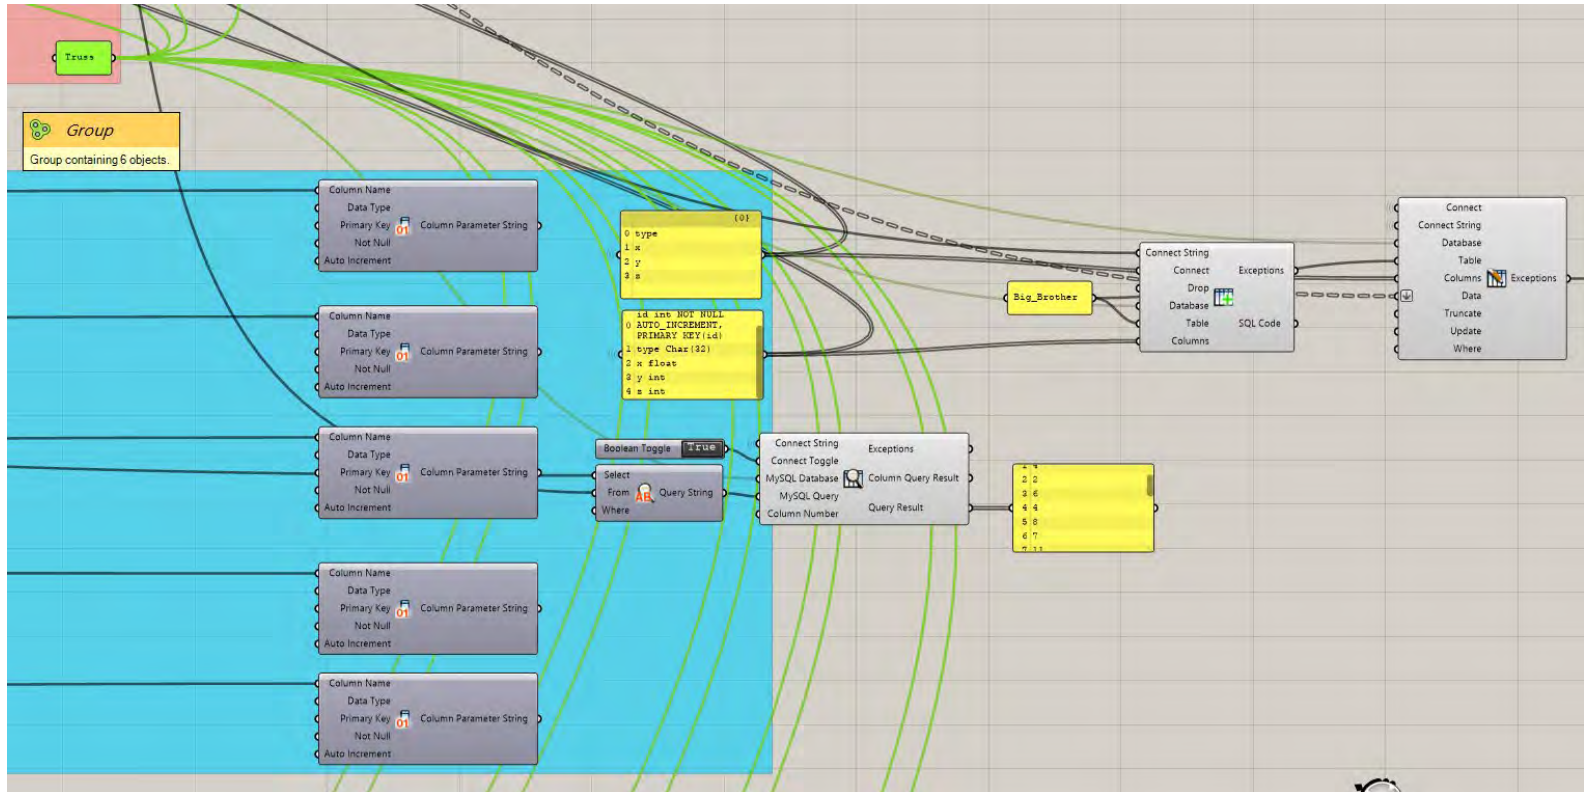 Truss
Group
Group containing 6 objects.
Column Name
Data Type
Primary Key
Column Parameter String
Not Null
Auto Increment
Column Name
Data Type
Primary Key
Column Parameter String
Not Null
Auto Increment
Column Name
Data Type
Primary Key
Column Parameter String
Not Null
Auto Increment
Column Name
Data Type
Primary Key
Column Parameter String
Not Null
Auto Increment
Column Name
Data Type
Primary Key
Column Parameter String
Not Null
Auto Increment
{0}
0 type
1 x
2 y
3 z
id int NOT NULL
0 AUTO_INCREMENT,
PRIMARY KEY(id)
1 type Char(32)
2 x float
3 y int
4 z int
Boolean Toggle True
Select
From Query String
Where
Connect String Exceptions
Connect Toggle
MySQL Database Column Query Result
MySQL Query
Column Number Query Result
1 4
2 2
3 6
4 4
5 8
6 7
7 11
Big_Brother
Connect String
Connect Exceptions
Drop
Database
Table SQL Code
Columns
Connect
Connect String
Database
Table
Columns Exceptions
Data
Truncate
Update
Where